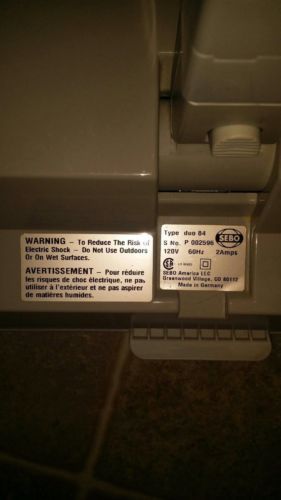 WARNING - To Reduce The Risk of
Electric Shock - Do Not Use Outdoors
Or On Wet Surfaces.
AVERTISSEMENT - Pour réduire
les risques de choc électrique, ne pas
utiliser à l'extérieur et ne pas aspirer
de matières humides.
Type duo 84
S No. P 002596
120V 60Hz 2Amps
SEBO
SEBO America LLC
Greenwood Village, CO 80112
Made in Germany